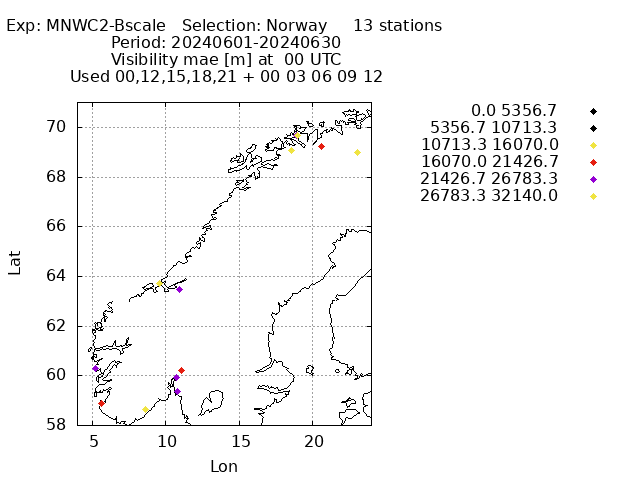 Exp: MNWC2-Bscale   Selection: Norway     13 stations
Period: 20240601-20240630
Visibility mae [m] at  00 UTC
Used 00,12,15,18,21 + 00 03 06 09 12
0.0 5356.7
5356.7 10713.3
10713.3 16070.0
16070.0 21426.7
21426.7 26783.3
26783.3 32140.0
70
68
66
64
62
60
58
Lat
5 10 15 20
Lon